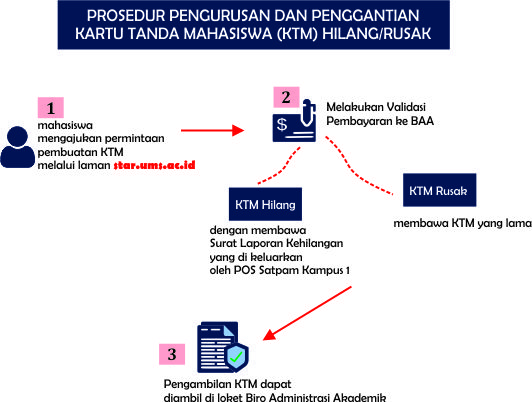 PROSEDUR PENGURUSAN DAN PENGGANTIAN
KARTU TANDA MAHASISWA (KTM) HILANG/RUSAK
1
mahasiswa
mengajukan permintaan
pembuatan KTM
melalui laman star.ums.ac.id
2
$
Melakukan Validasi
Pembayaran ke BAA
KTM Hilang
dengan membawa
Surat Laporan Kehilangan
yang di keluarkan
oleh POS Satpam Kampus 1
KTM Rusak
membawa KTM yang lama
3
Pengambilan KTM dapat
diambil di loket Biro Administrasi Akademik